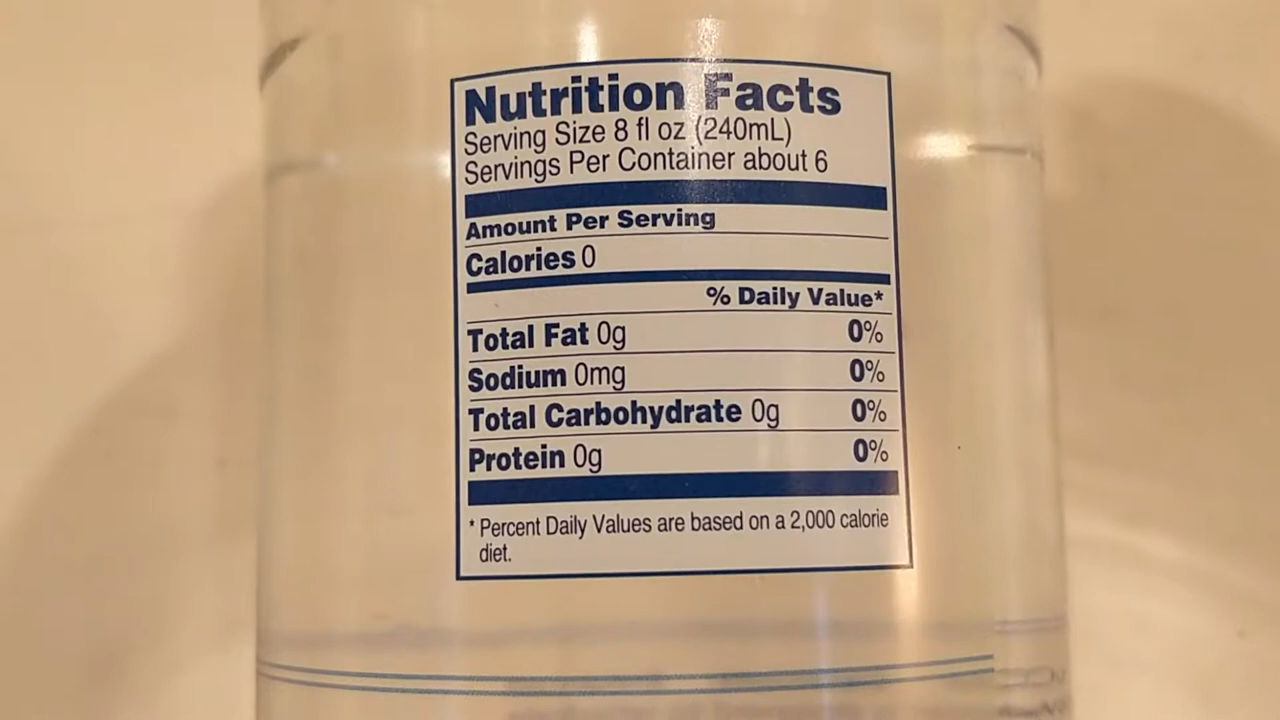 Nutrition Facts
Serving Size 8 fl oz (240mL)
Servings Per Container about 6
Amount Per Serving
Calories 0
% Daily Value*
Total Fat 0g 0%
Sodium 0mg 0%
Total Carbohydrate 0g 0%
Protein 0g 0%
* Percent Daily Values are based on a 2,000 calorie
diet.